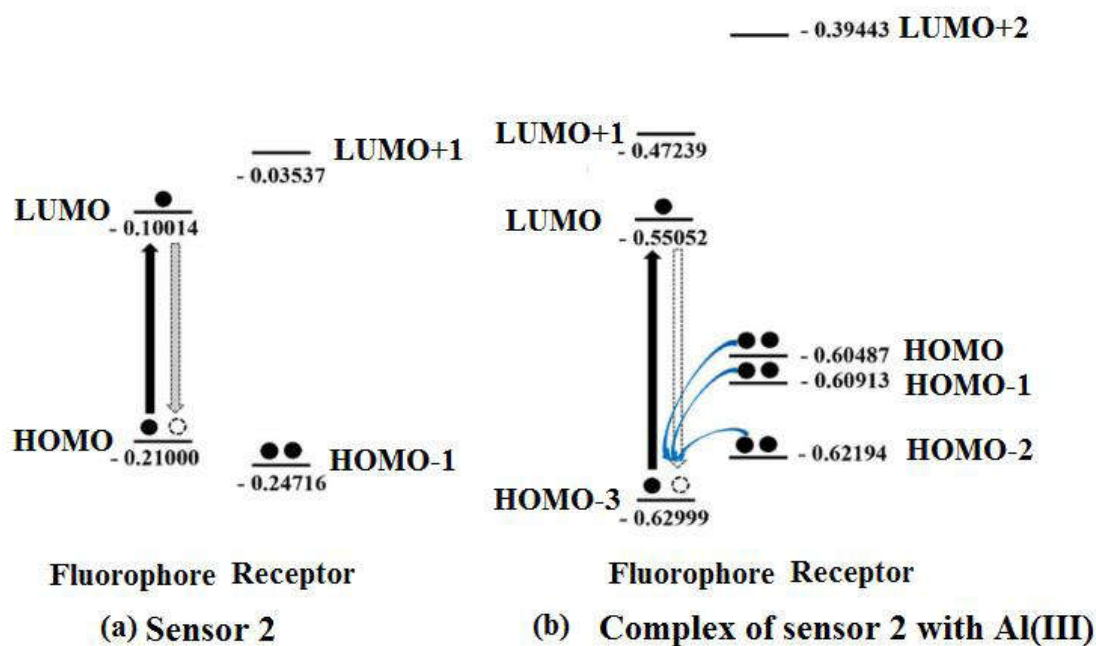 LUMO+1
- 0.03537
LUMO
- 0.10014
HOMO
- 0.21000
HOMO-1
- 0.24716
Fluorophore Receptor
(a) Sensor 2
- 0.39443 LUMO+2
LUMO+1
- 0.47239
LUMO
- 0.55052
- 0.60487 HOMO
- 0.60913 HOMO-1
- 0.62194 HOMO-2
HOMO-3
- 0.62999
Fluorophore Receptor
(b) Complex of sensor 2 with Al(III)